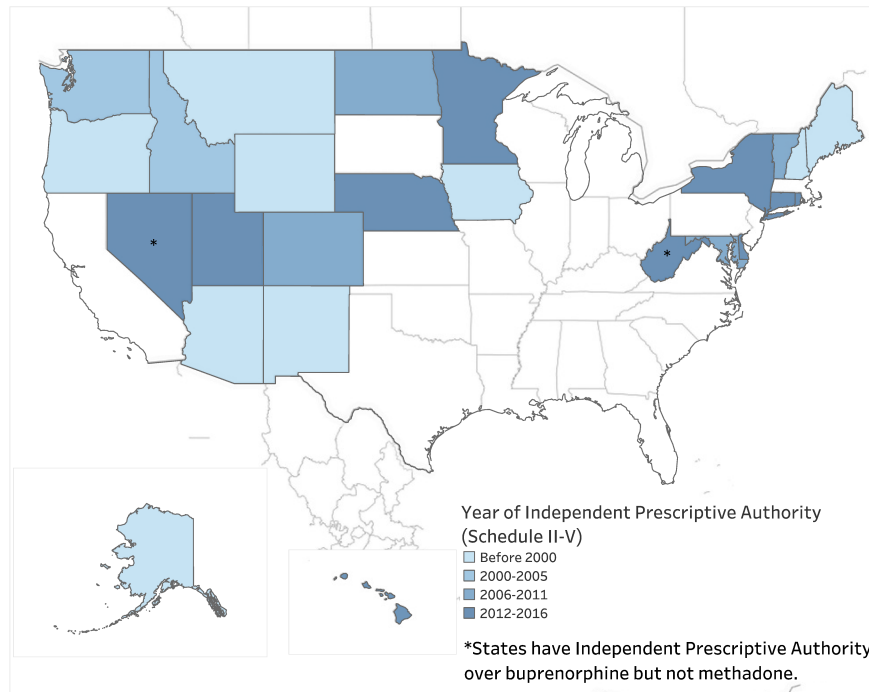 *
*
Year of Independent Prescriptive Authority
(Schedule II-V)
Before 2000
2000-2005
2006-2011
2012-2016
*States have Independent Prescriptive Authority
over buprenorphine but not methadone.